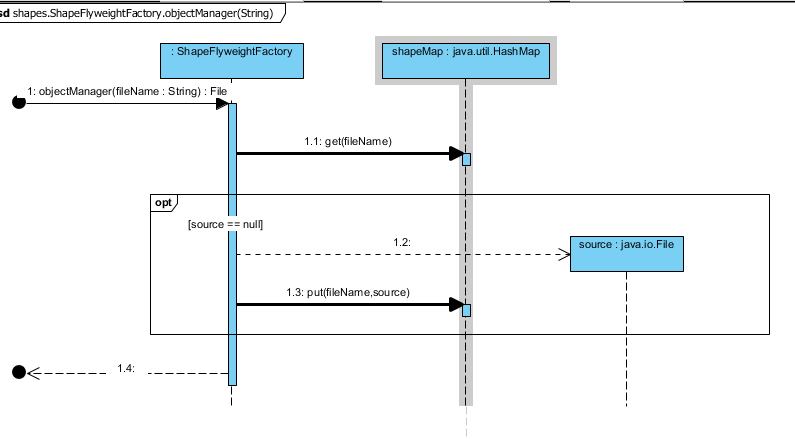 sd shapes.ShapeFlyweightFactory.objectManager(String)
: ShapeFlyweightFactory
shapeMap : java.util.HashMap
1: objectManager(fileName : String) : File
1.1: get(fileName)
opt
[source == null]
1.2:
source : java.io.File
1.3: put(fileName,source)
1.4: